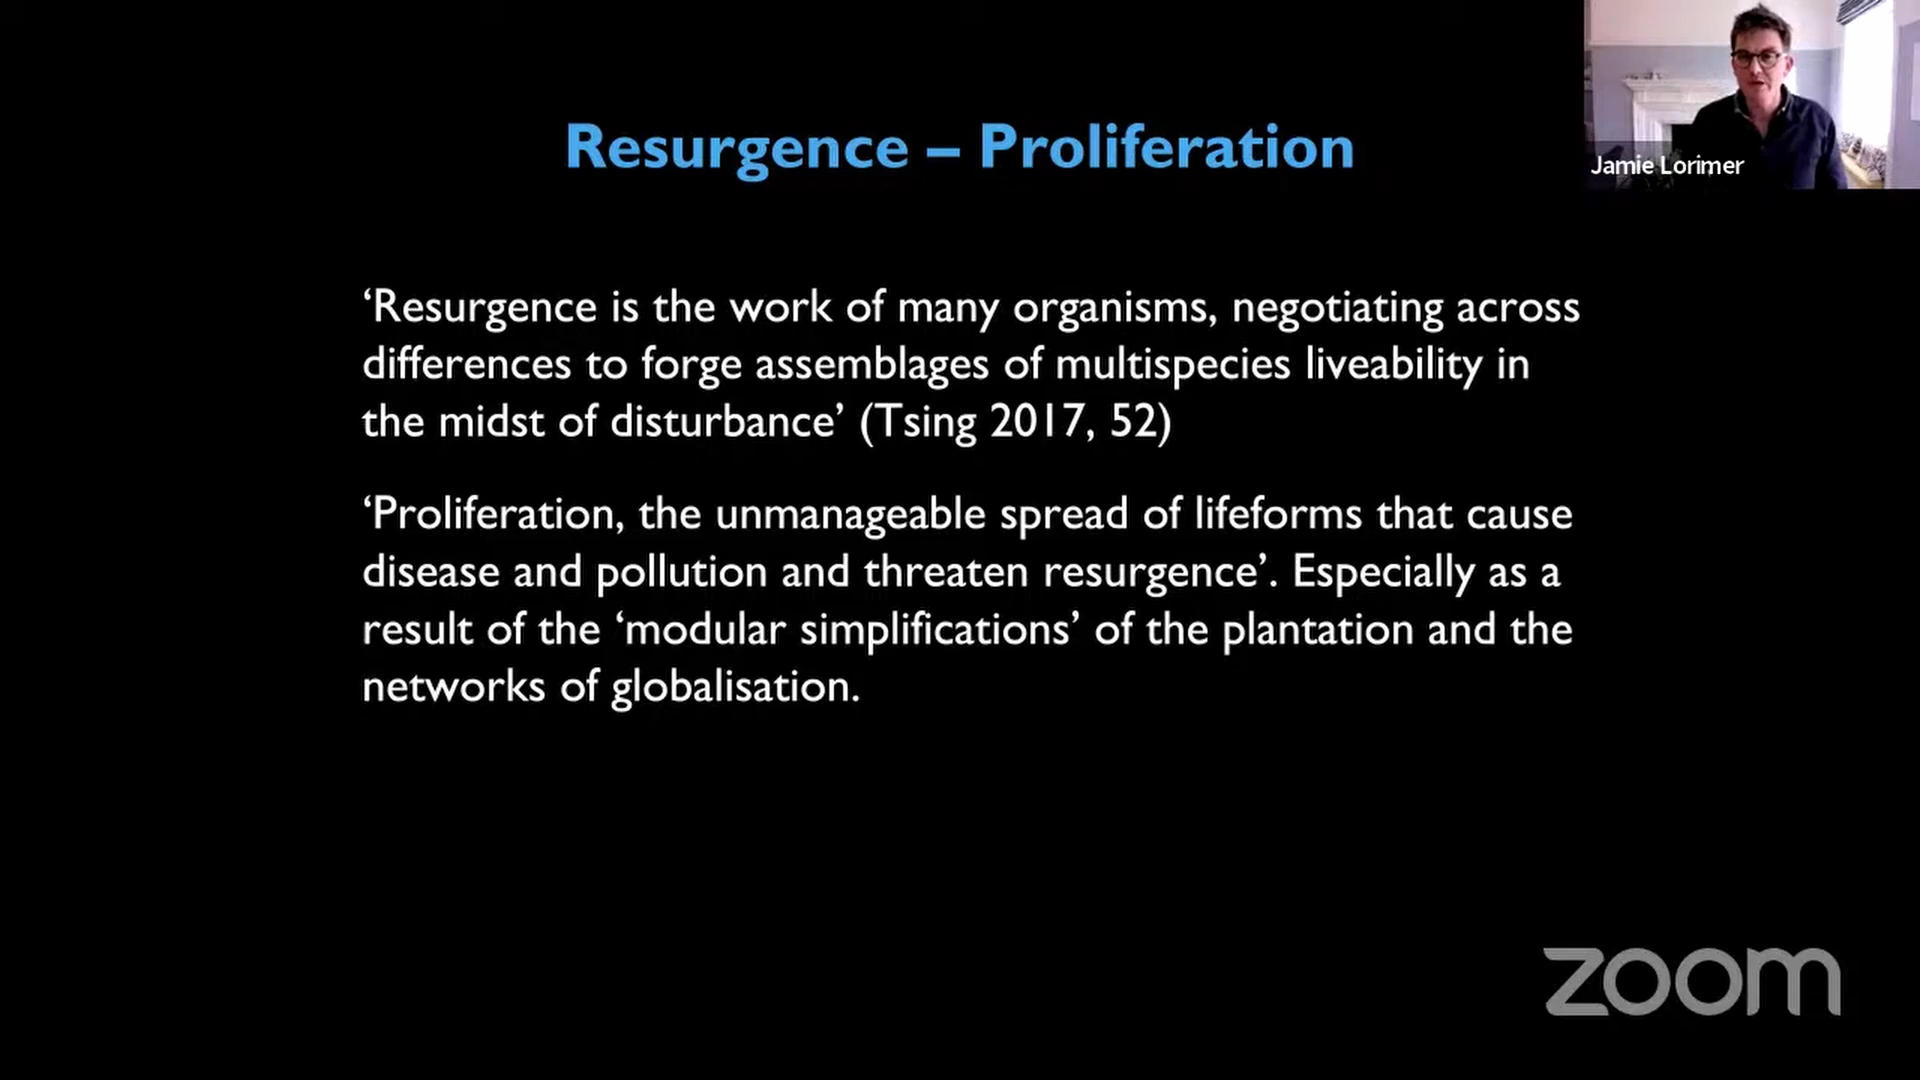 Resurgence – Proliferation
Jamie Lorimer
‘Resurgence is the work of many organisms, negotiating across
differences to forge assemblages of multispecies liveability in
the midst of disturbance’ (Tsing 2017, 52)
‘Proliferation, the unmanageable spread of lifeforms that cause
disease and pollution and threaten resurgence’. Especially as a
result of the ‘modular simplifications’ of the plantation and the
networks of globalisation.
zoom